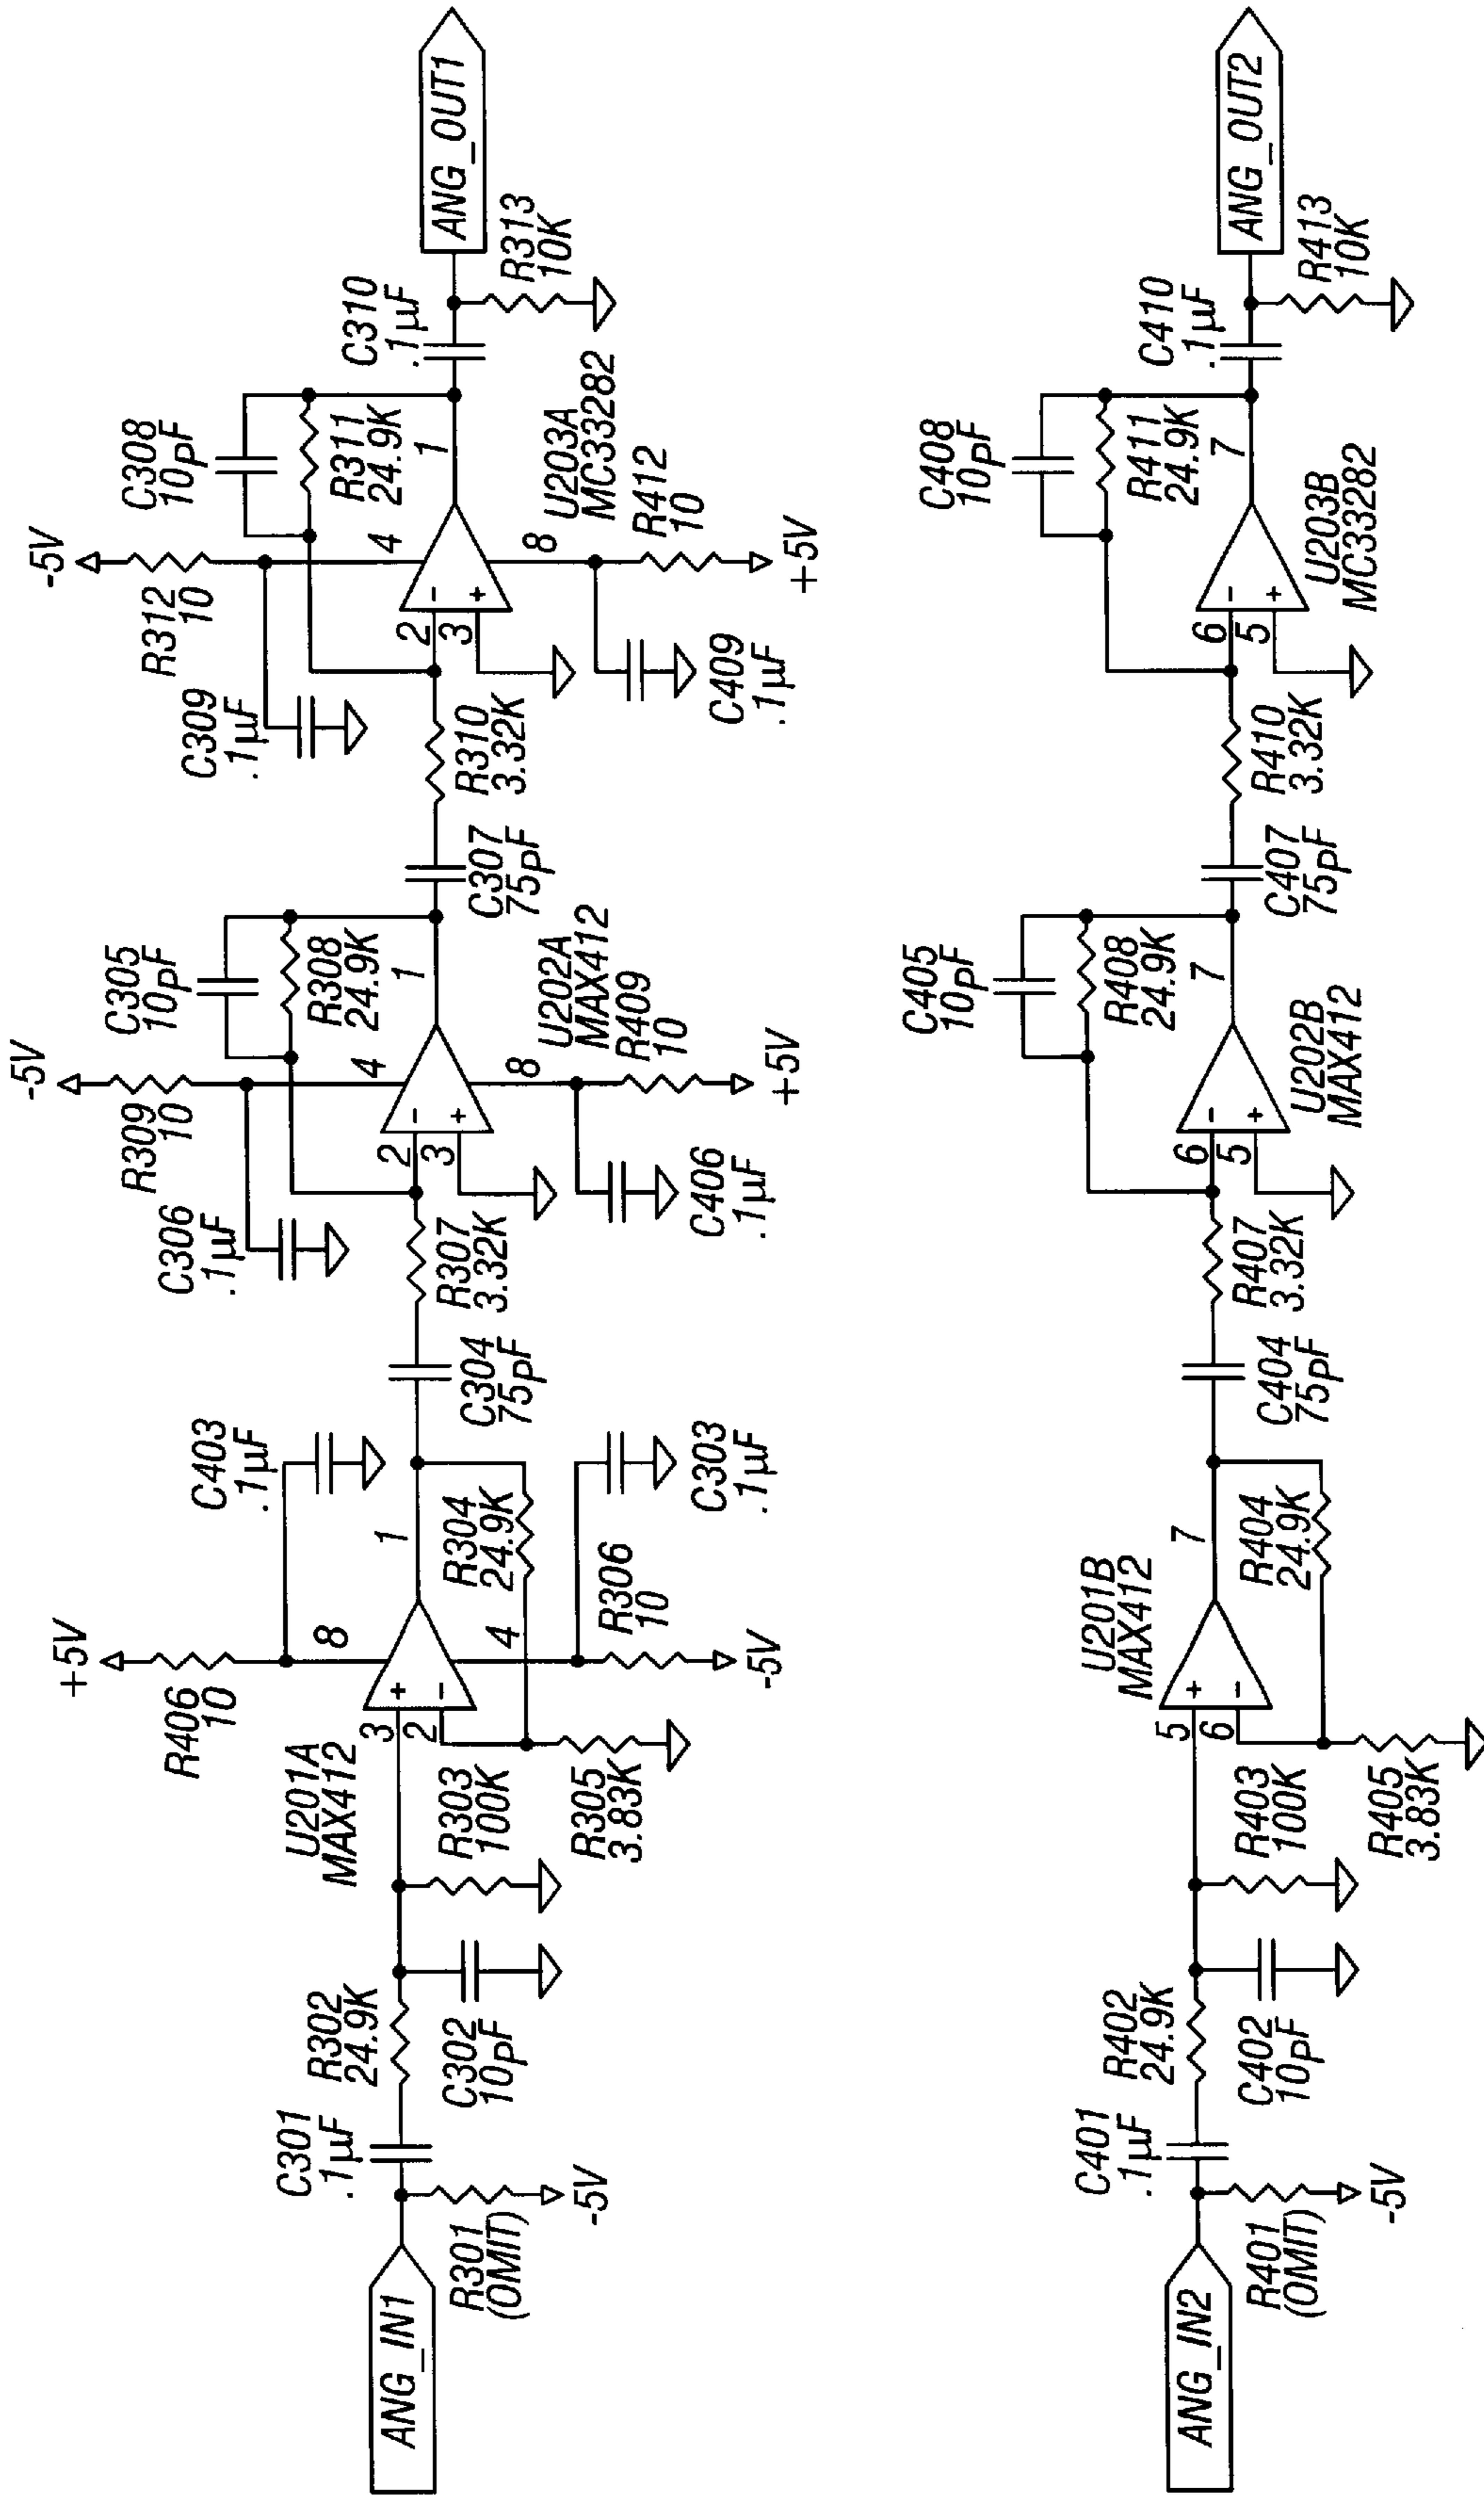 ANG_IN1
R301
(OMIT)
-5V
C301
.1µF
R302
24.9K
C302
10pF
R303
100K
U201A
MAX412
3
2
8
4
1
R406
10
+5V
C403
.1µF
R304
24.9K
R305
3.83K
R306
10
-5V
C303
.1µF
C304
75pF
R307
3.32K
C306
.1µF
R309
10
-5V
C305
10pF
R308
24.9K
2
3
4
8
1
U202A
MAX412
R409
10
+5V
C406
.1µF
C307
75pF
R310
3.32K
C309
.1µF
R312
10
-5V
C308
10pF
R311
24.9K
2
3
4
8
1
U203A
MC33282
R412
10
+5V
C409
.1µF
C310
.1µF
R313
10K
ANG_OUT1
ANG_IN2
R401
(OMIT)
-5V
C401
.1µF
R402
24.9K
C402
10pF
R403
100K
R405
3.83K
5
6
7
U201B
MAX412
R404
24.9K
C404
75pF
R407
3.32K
C405
10pF
R408
24.9K
6
5
7
U202B
MAX412
C407
75pF
R410
3.32K
C408
10pF
R411
24.9K
6
5
7
U203B
MC33282
C410
.1µF
R413
10K
ANG_OUT2